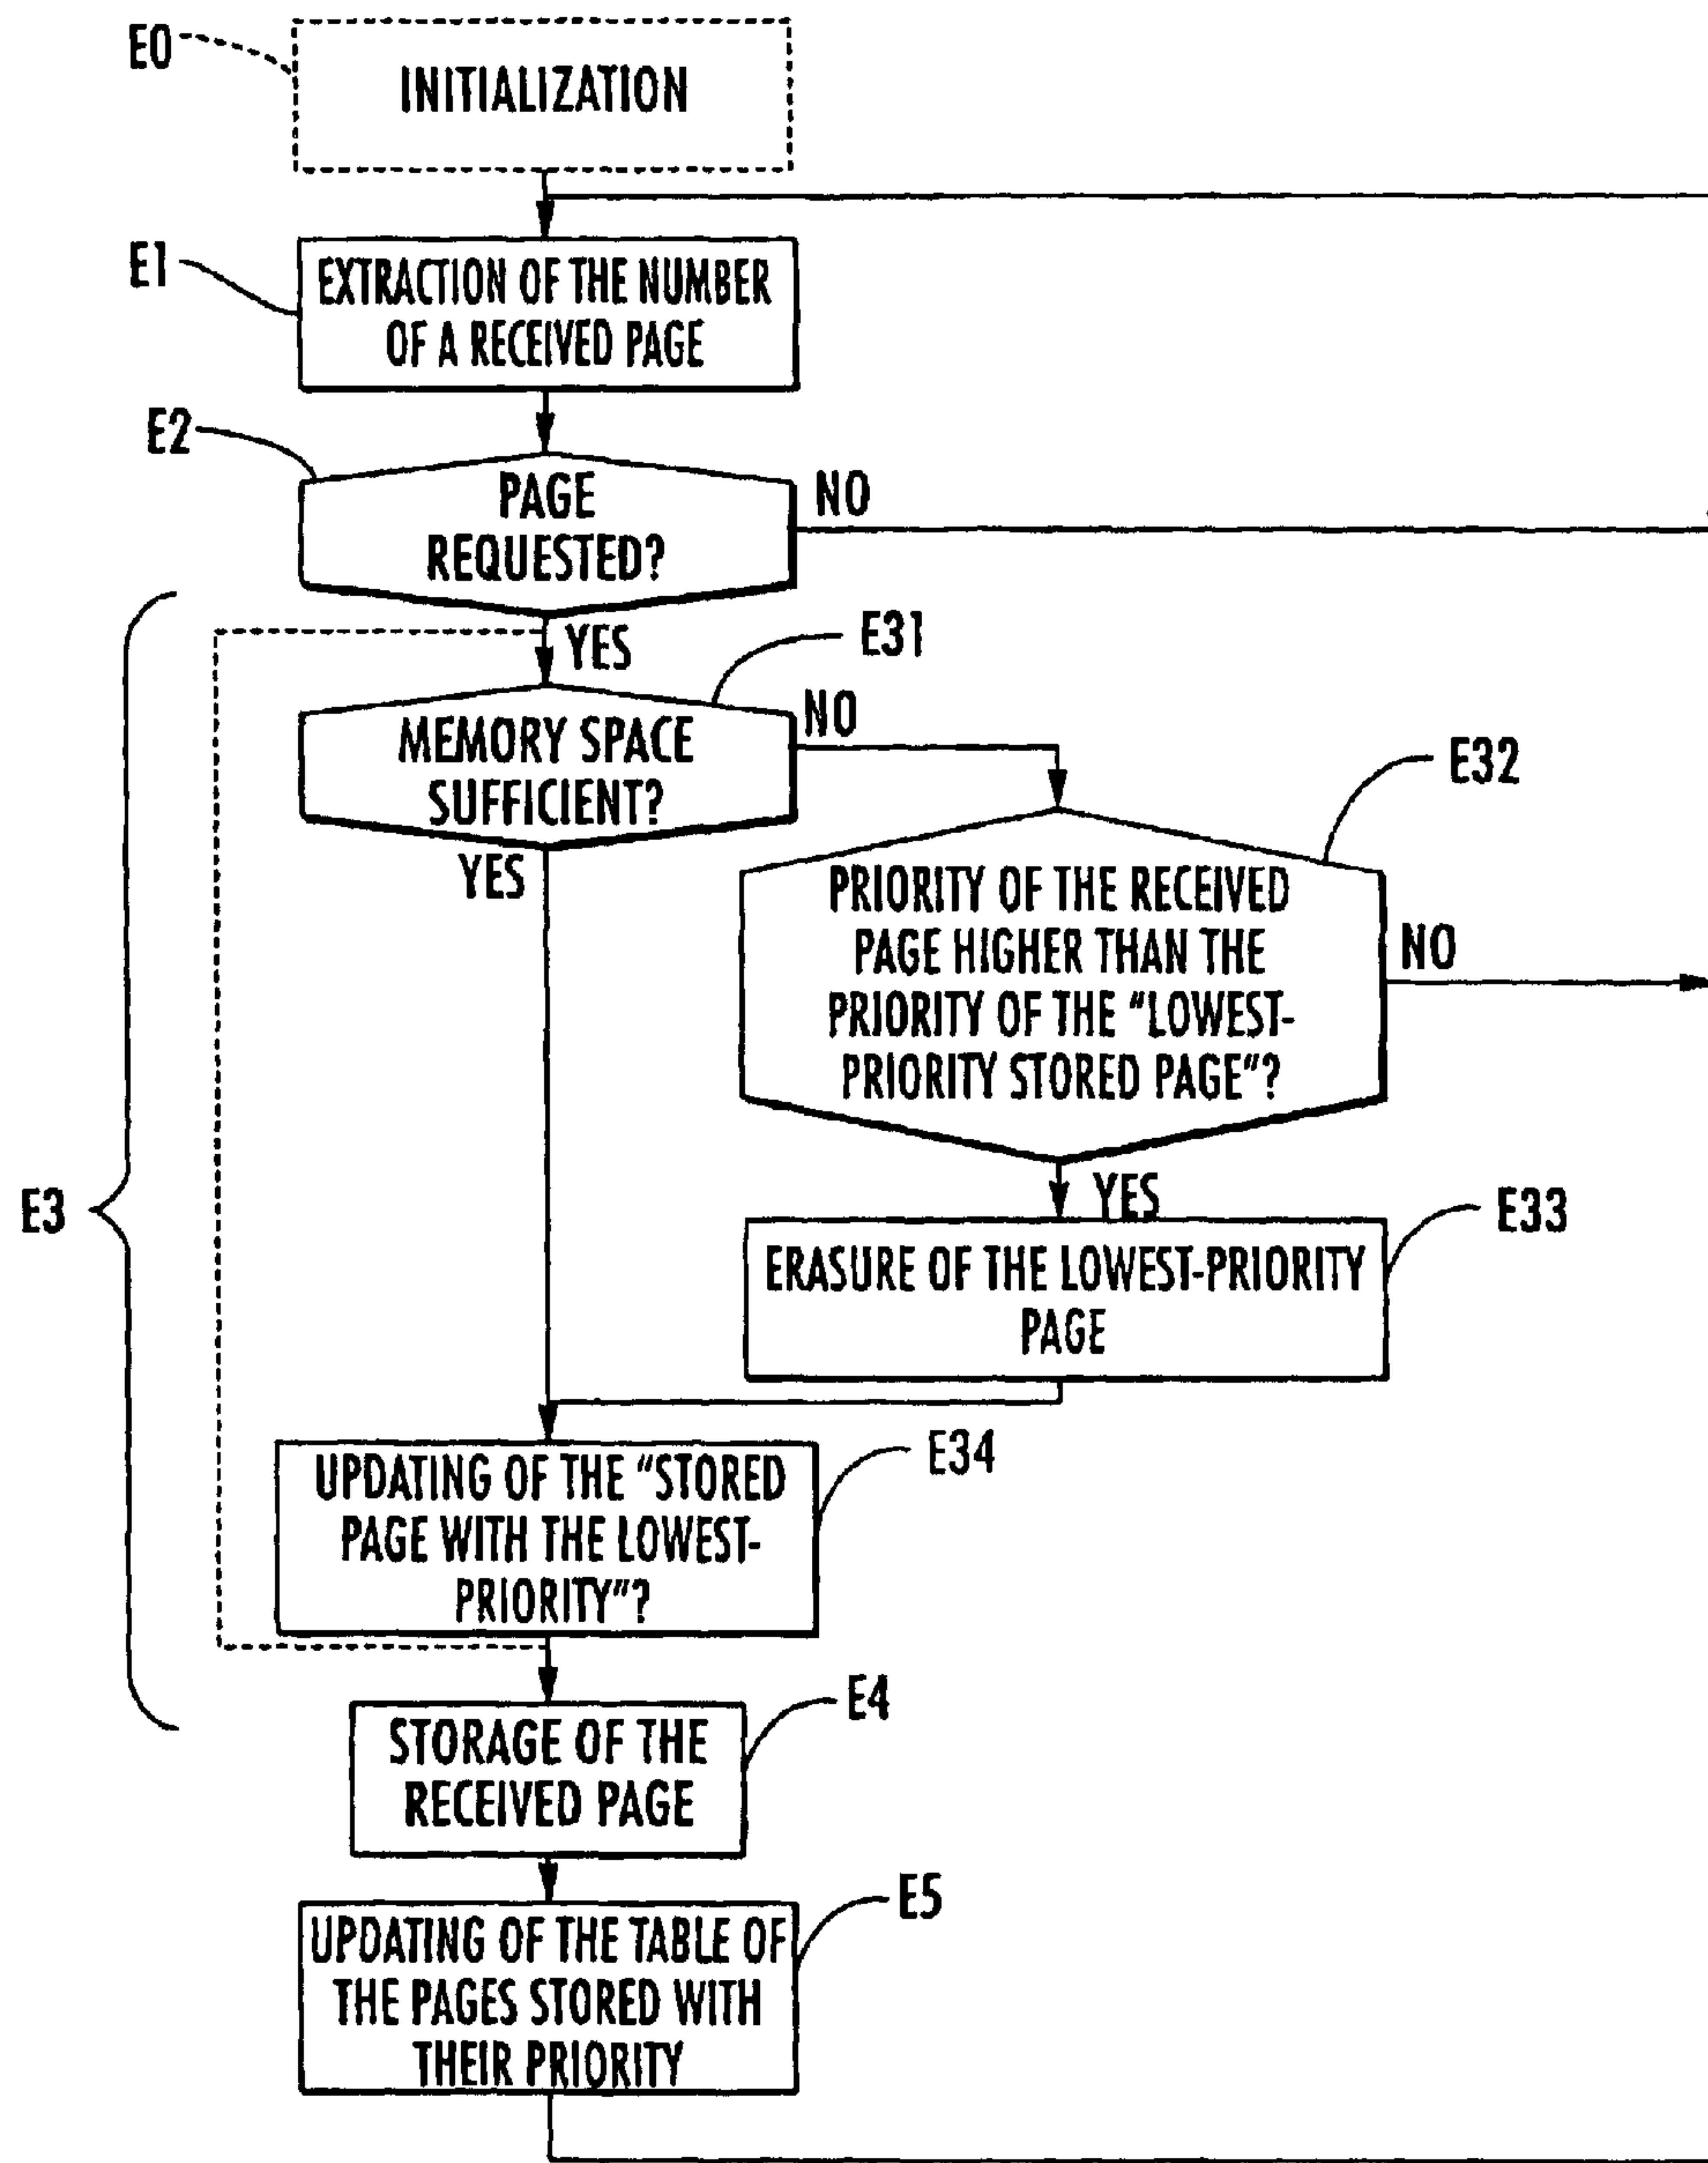 E0
INITIALIZATION
E1
EXTRACTION OF THE NUMBER
OF A RECEIVED PAGE
E2
PAGE
REQUESTED?
NO
YES
E31
MEMORY SPACE
SUFFICIENT?
NO
YES
E32
PRIORITY OF THE RECEIVED
PAGE HIGHER THAN THE
PRIORITY OF THE "LOWEST-
PRIORITY STORED PAGE"?
NO
YES
E3
E33
ERASURE OF THE LOWEST-PRIORITY
PAGE
E34
UPDATING OF THE "STORED
PAGE WITH THE LOWEST-
PRIORITY"?
E4
STORAGE OF THE
RECEIVED PAGE
E5
UPDATING OF THE TABLE OF
THE PAGES STORED WITH
THEIR PRIORITY